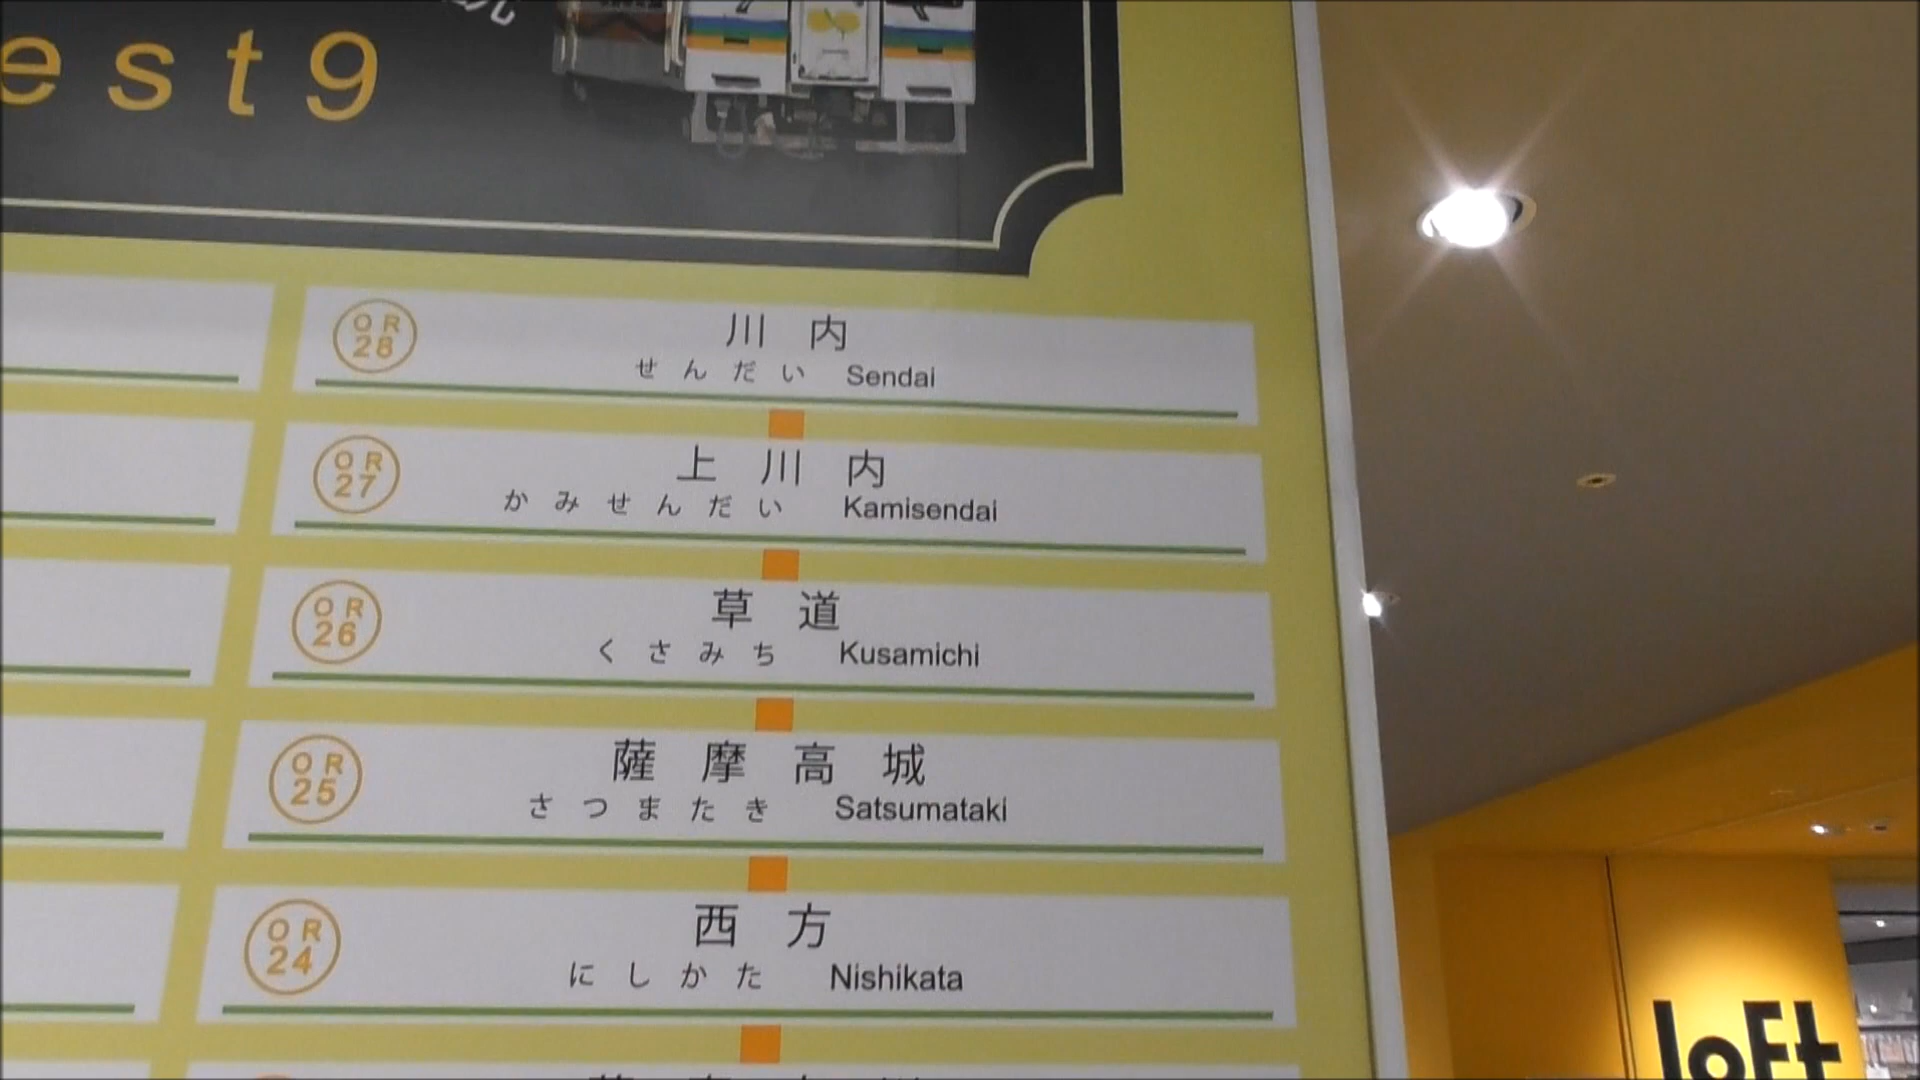 est9
OR
28
川内
せんだい Sendai
OR
27
上川内
かみせんだい Kamisendai
OR
26
草道
くさみち Kusamichi
OR
25
薩摩高城
さつまたき Satsumataki
OR
24
西方
にしかた Nishikata
loFt